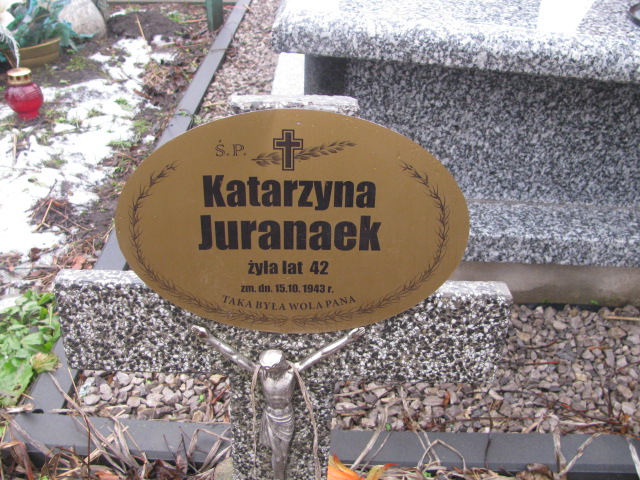 Ś.P.
Katarzyna
Juranaek
żyła lat 42
zm. dn. 15.10. 1943 r.
TAKA BYŁA WOLA PANA